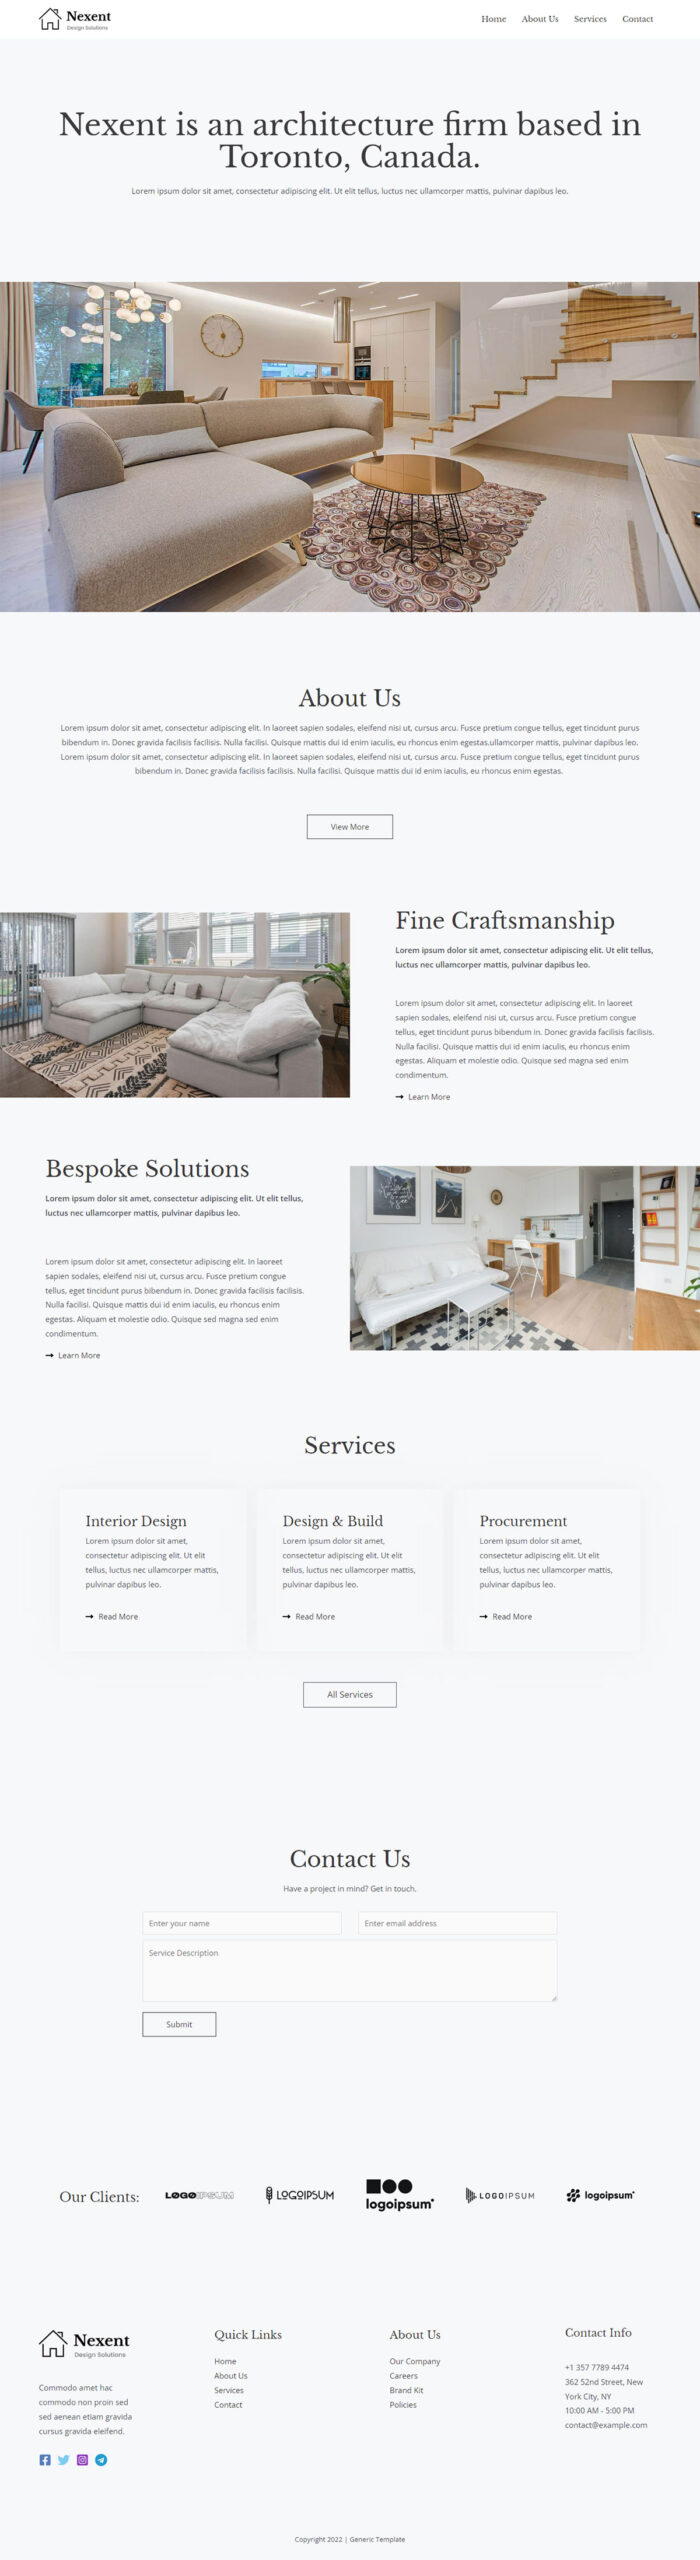 Nexent
Design Solutions
Home
About Us
Services
Contact
Nexent is an architecture firm based in
Toronto, Canada.
Lorem ipsum dolor sit amet, consectetur adipiscing elit. Ut elit tellus, luctus nec ullamcorper mattis, pulvinar dapibus leo.
About Us
Lorem ipsum dolor sit amet, consectetur adipiscing elit. In laoreet sapien sodales, eleifend nisi ut, cursus arcu. Fusce pretium congue tellus, eget tincidunt purus
bibendum in. Donec gravida facilisis facilisis. Nulla facilisi. Quisque mattis dui id enim iaculis, eu rhoncus enim egestas.ullamcorper mattis, pulvinar dapibus leo.
Lorem ipsum dolor sit amet, consectetur adipiscing elit. In laoreet sapien sodales, eleifend nisi ut, cursus arcu. Fusce pretium congue tellus, eget tincidunt purus
bibendum in. Donec gravida facilisis facilisis. Nulla facilisi. Quisque mattis dui id enim iaculis, eu rhoncus enim egestas.
View More
Fine Craftsmanship
Lorem ipsum dolor sit amet, consectetur adipiscing elit. Ut elit tellus,
luctus nec ullamcorper mattis, pulvinar dapibus leo.
Lorem ipsum dolor sit amet, consectetur adipiscing elit. In laoreet
sapien sodales, eleifend nisi ut, cursus arcu. Fusce pretium congue
tellus, eget tincidunt purus bibendum in. Donec gravida facilisis facilisis.
Nulla facilisi. Quisque mattis dui id enim iaculis, eu rhoncus enim
egestas. Aliquam et molestie odio. Quisque sed magna sed enim
condimentum.
Learn More
Bespoke Solutions
Lorem ipsum dolor sit amet, consectetur adipiscing elit. Ut elit tellus,
luctus nec ullamcorper mattis, pulvinar dapibus leo.
Lorem ipsum dolor sit amet, consectetur adipiscing elit. In laoreet
sapien sodales, eleifend nisi ut, cursus arcu. Fusce pretium congue
tellus, eget tincidunt purus bibendum in. Donec gravida facilisis facilisis.
Nulla facilisi. Quisque mattis dui id enim iaculis, eu rhoncus enim
egestas. Aliquam et molestie odio. Quisque sed magna sed enim
condimentum.
Learn More
Services
Interior Design
Lorem ipsum dolor sit amet,
consectetur adipiscing elit. Ut elit
tellus, luctus nec ullamcorper mattis,
pulvinar dapibus leo.
Read More
Design & Build
Lorem ipsum dolor sit amet,
consectetur adipiscing elit. Ut elit
tellus, luctus nec ullamcorper mattis,
pulvinar dapibus leo.
Read More
Procurement
Lorem ipsum dolor sit amet,
consectetur adipiscing elit. Ut elit
tellus, luctus nec ullamcorper mattis,
pulvinar dapibus leo.
Read More
All Services
Contact Us
Have a project in mind? Get in touch.
Enter your name
Enter email address
Service Description
Submit
Our Clients:
LOGOIPSUM
LOGOIPSUM
logoipsum
LOGOIPSUM
logoipsum
Nexent
Design Solutions
Commodo amet hac
commodo non proin sed
sed aenean etiam gravida
cursus gravida eleifend.
Quick Links
Home
About Us
Services
Contact
About Us
Our Company
Careers
Brand Kit
Policies
Contact Info
+1 357 7789 4474
362 52nd Street, New
York City, NY
10:00 AM - 5:00 PM
contact@example.com
Copyright 2022 | Generic Template